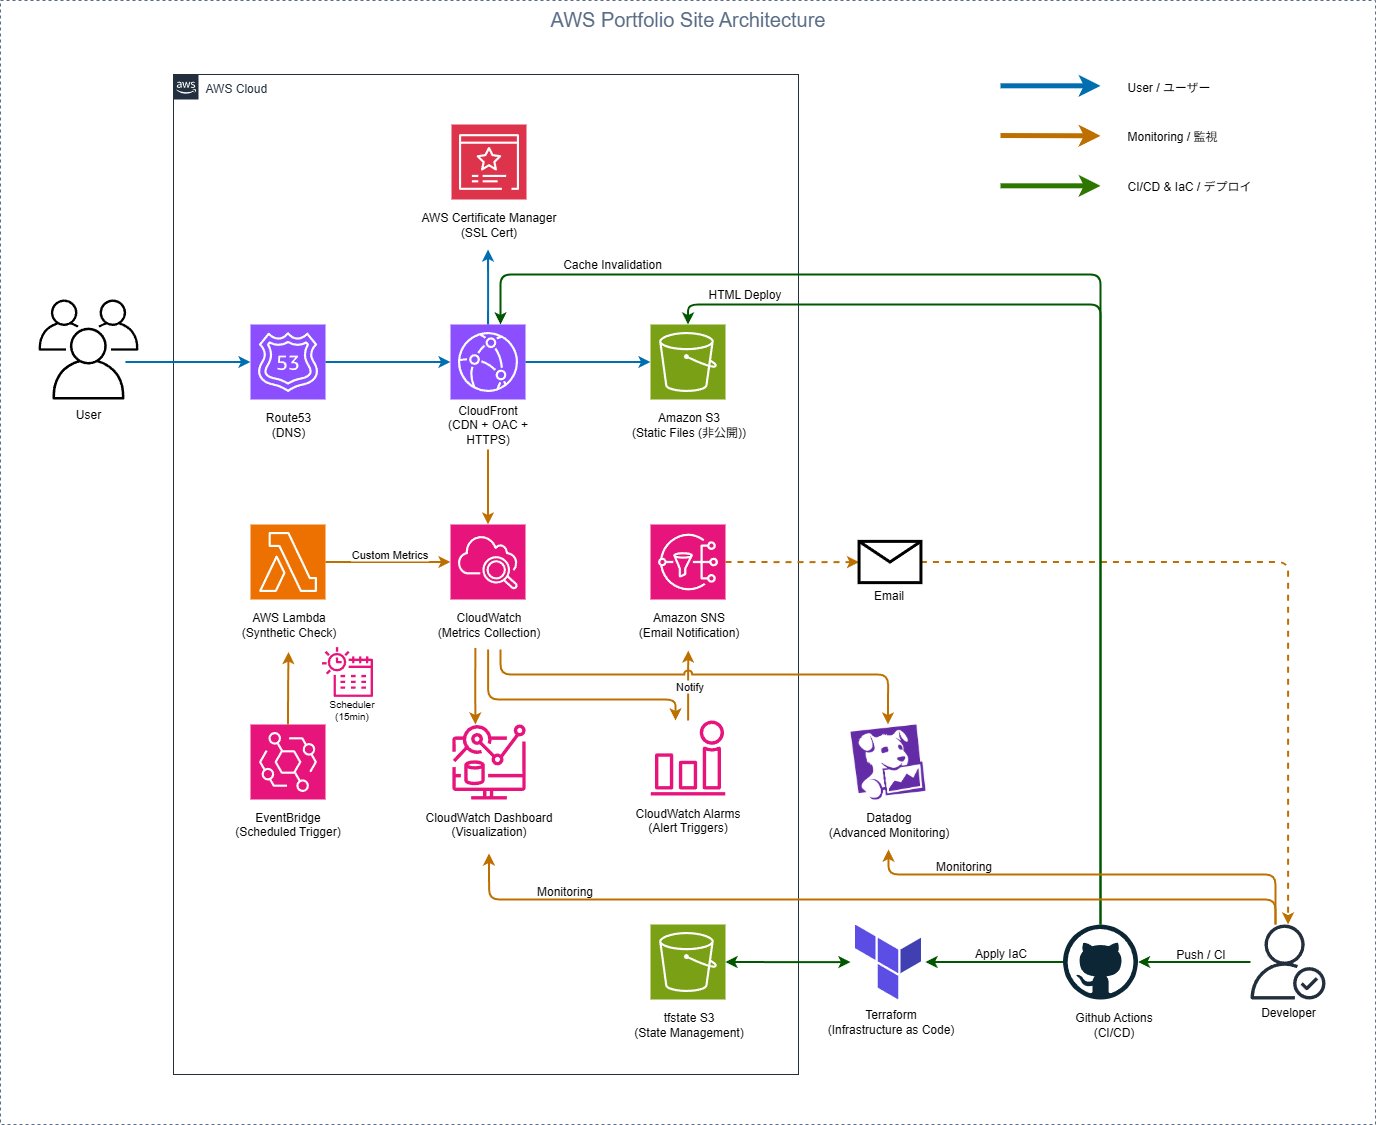 AWS Portfolio Site Architecture
aws
AWS Cloud
User / ユーザー
Monitoring / 監視
CI/CD & IaC / デプロイ
AWS Certificate Manager
(SSL Cert)
Cache Invalidation
HTML Deploy
53
User
Route53
(DNS)
CloudFront
(CDN + OAC +
HTTPS)
Amazon S3
(Static Files (非公開))
Custom Metrics
AWS Lambda
(Synthetic Check)
CloudWatch
(Metrics Collection)
Amazon SNS
(Email Notification)
Email
Scheduler
(15min)
Notify
EventBridge
(Scheduled Trigger)
CloudWatch Dashboard
(Visualization)
CloudWatch Alarms
(Alert Triggers)
Datadog
(Advanced Monitoring)
Monitoring
Monitoring
tfstate S3
(State Management)
Terraform
(Infrastructure as Code)
Apply IaC
Github Actions
(CI/CD)
Push / CI
Developer